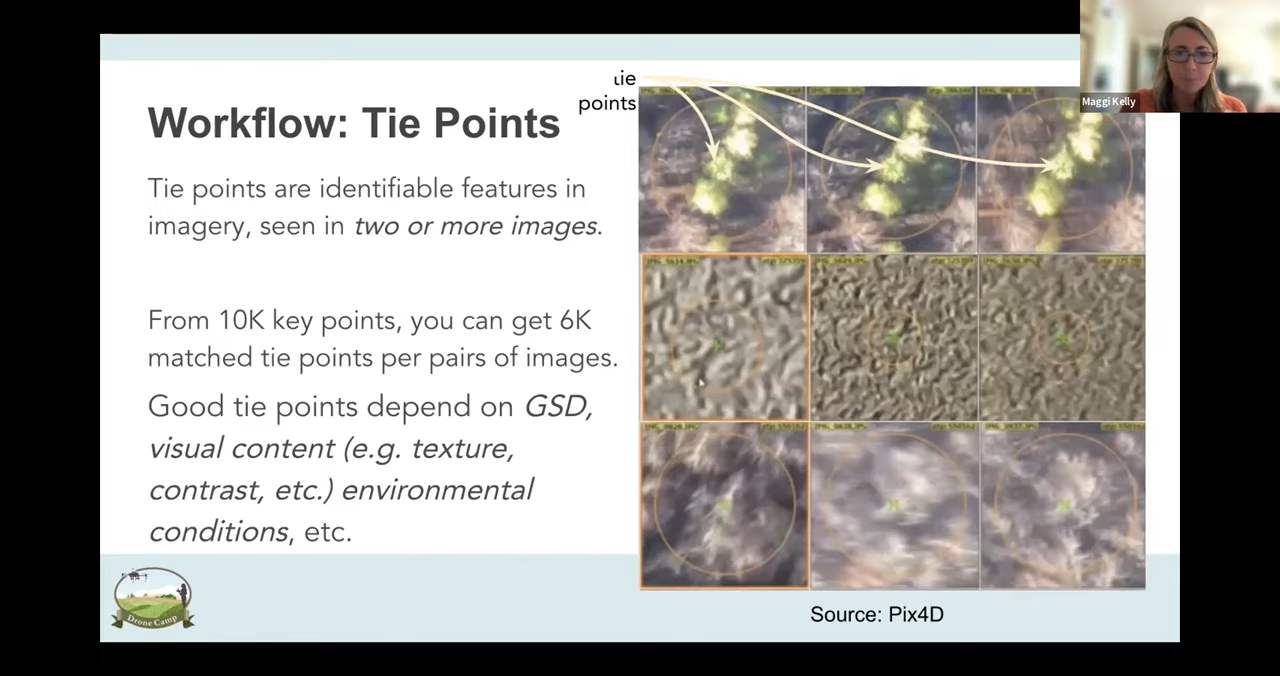 tie
points
Maggi Kelly
Workflow: Tie Points
Tie points are identifiable features in
imagery, seen in two or more images.
From 10K key points, you can get 6K
matched tie points per pairs of images.
Good tie points depend on GSD,
visual content (e.g. texture,
contrast, etc.) environmental
conditions, etc.
Drone Camp
Source: Pix4D